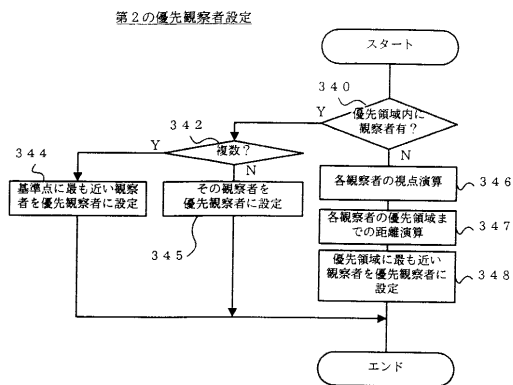 第2の優先観察者設定
スタート
340
優先領域内に
観察者有?
Y
N
342
複数?
Y
N
344
基準点に最も近い観察
者を優先観察者に設定
その観察者を
優先観察者に設定
345
各観察者の視点演算
346
各観察者の優先領域ま
での距離演算
347
優先領域に最も近い
観察者を優先観察者に
設定
348
エンド